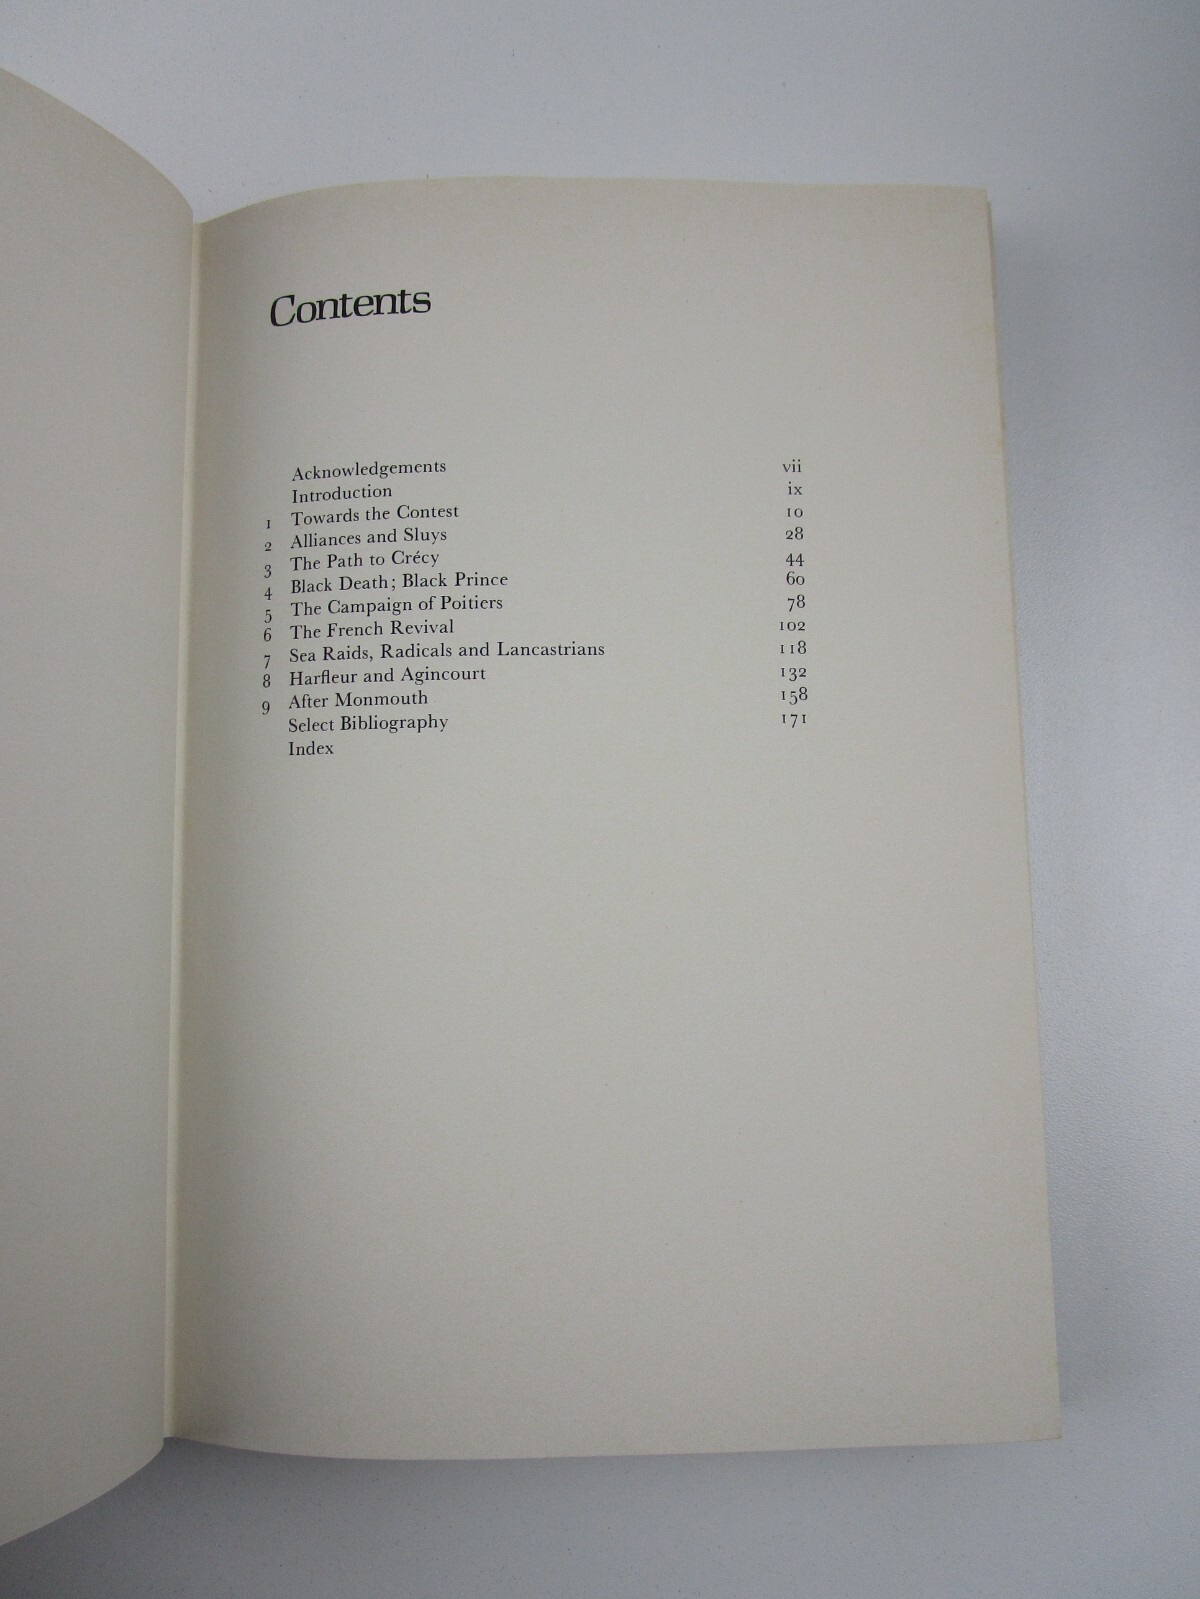 Contents
Acknowledgements vii
Introduction ix
1 Towards the Contest 10
2 Alliances and Sluys 28
3 The Path to Crécy 44
4 Black Death; Black Prince 60
5 The Campaign of Poitiers 78
6 The French Revival 102
7 Sea Raids, Radicals and Lancastrians 118
8 Harfleur and Agincourt 132
9 After Monmouth 158
Select Bibliography 171
Index